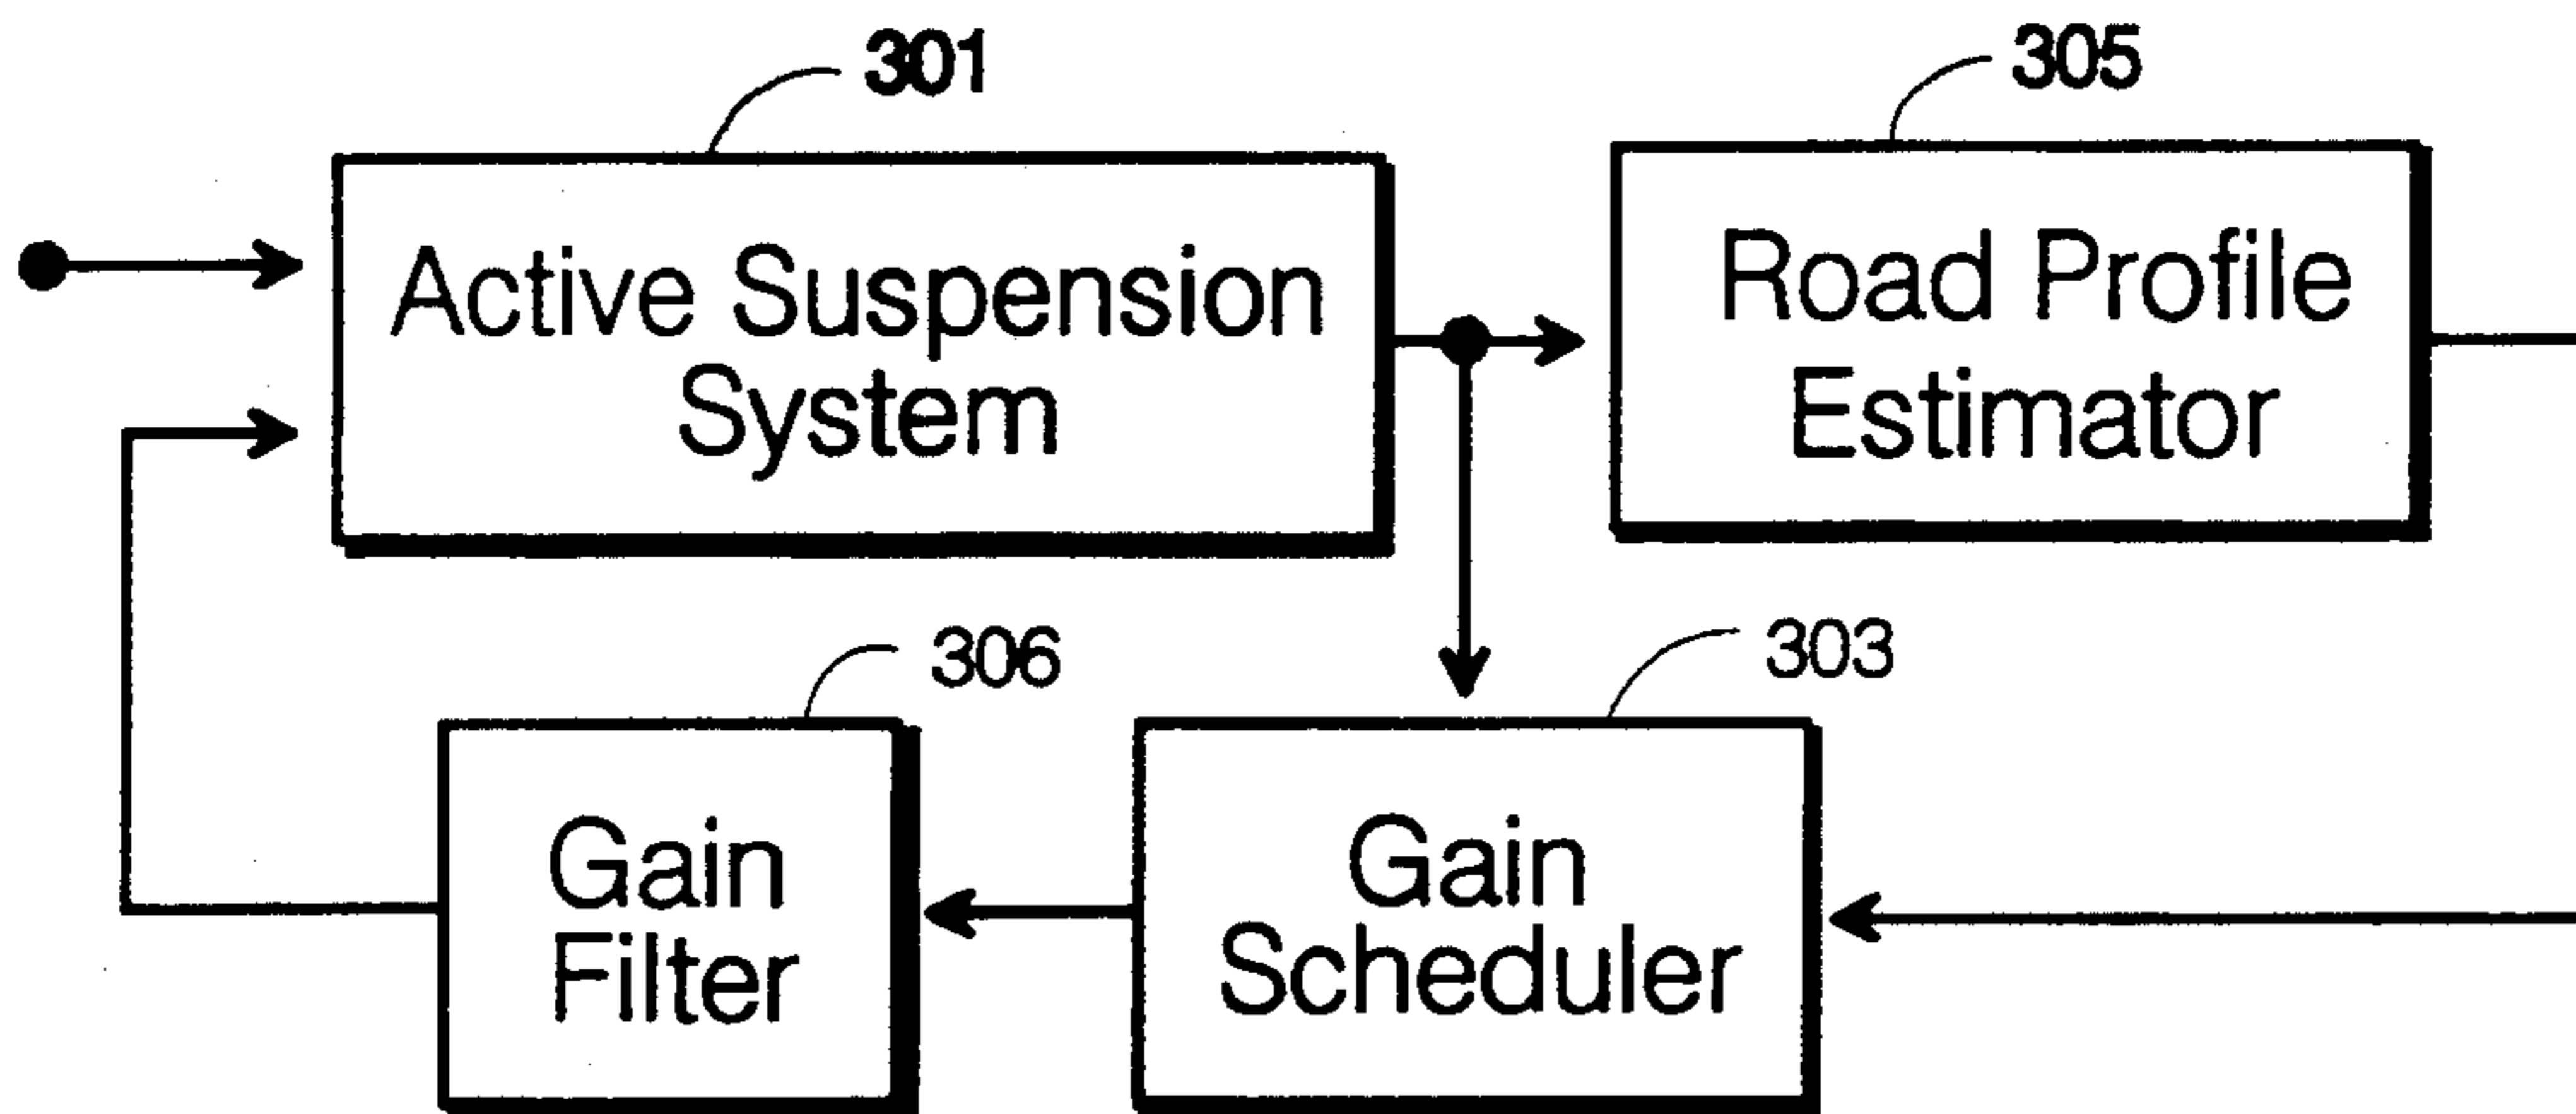 301
305
Active Suspension
System
Road Profile
Estimator
306
303
Gain
Filter
Gain
Scheduler